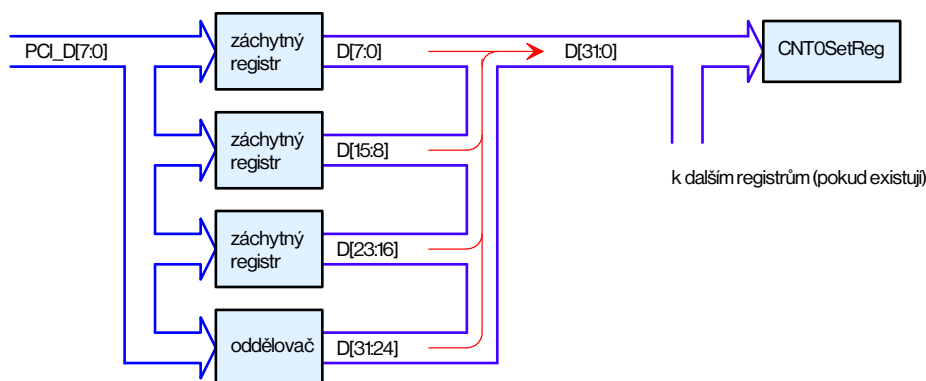 PCI_D[7:0]
záchytný
registr
D[7:0]
D[31:0]
CNT0SetReg
záchytný
registr
D[15:8]
k dalším registrům (pokud existují)
záchytný
registr
D[23:16]
oddělovač
D[31:24]